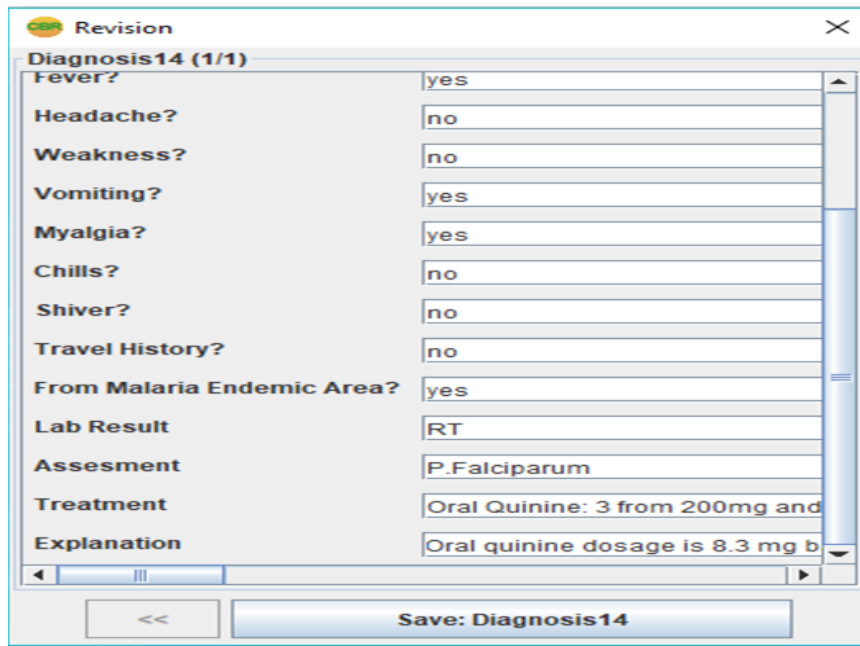 CBR Revision
Diagnosis14 (1/1)
Fever? yes
Headache? no
Weakness? no
Vomiting? yes
Myalgia? yes
Chills? no
Shiver? no
Travel History? no
From Malaria Endemic Area? yes
Lab Result RT
Assesment P.Falciparum
Treatment Oral Quinine: 3 from 200mg and
Explanation Oral quinine dosage is 8.3 mg b
<< Save: Diagnosis14